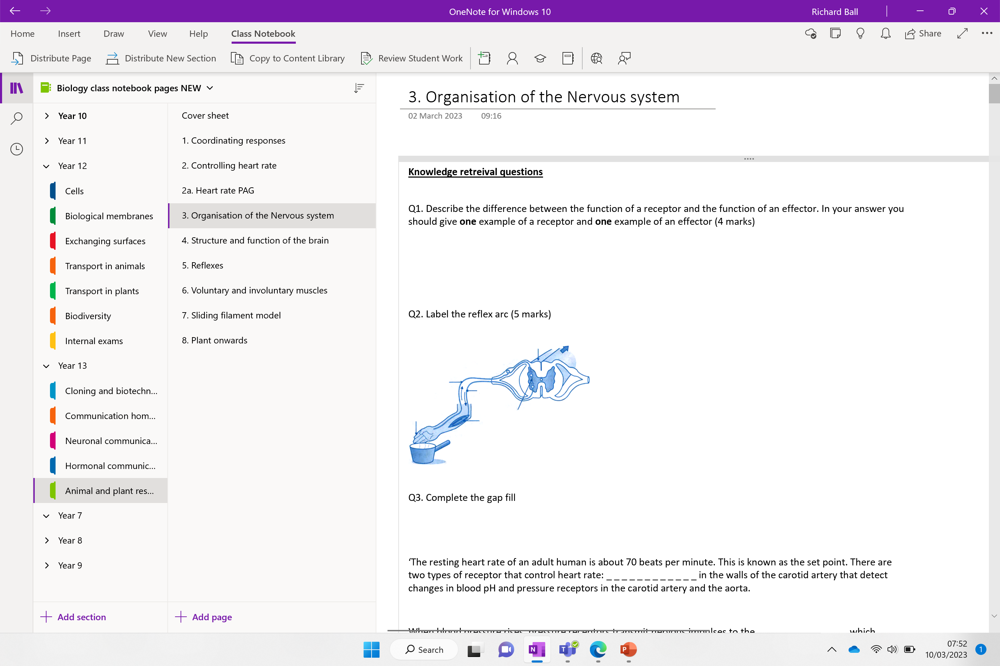 OneNote for Windows 10
Richard Ball
Home Insert Draw View Help Class Notebook
Share
Distribute Page Distribute New Section Copy to Content Library Review Student Work
Biology class notebook pages NEW
Year 10
Year 11
Year 12
Cells
Biological membranes
Exchanging surfaces
Transport in animals
Transport in plants
Biodiversity
Internal exams
Year 13
Cloning and biotechn...
Communication hom...
Neuronal communica...
Hormonal communic...
Animal and plant res...
Year 7
Year 8
Year 9
Add section
Cover sheet
1. Coordinating responses
2. Controlling heart rate
2a. Heart rate PAG
3. Organisation of the Nervous system
4. Structure and function of the brain
5. Reflexes
6. Voluntary and involuntary muscles
7. Sliding filament model
8. Plant onwards
Add page
3. Organisation of the Nervous system
02 March 2023 09:16
Knowledge retreival questions
Q1. Describe the difference between the function of a receptor and the function of an effector. In your answer you
should give one example of a receptor and one example of an effector (4 marks)
Q2. Label the reflex arc (5 marks)
Q3. Complete the gap fill
‘The resting heart rate of an adult human is about 70 beats per minute. This is known as the set point. There are
two types of receptor that control heart rate: _ _ _ _ _ _ _ _ _ _ _ _ in the walls of the carotid artery that detect
changes in blood pH and pressure receptors in the carotid artery and the aorta.
When blood pressure rises, pressure receptors transmit nervous impulses to the which
Search
N
T
P
07:52
10/03/2023
1